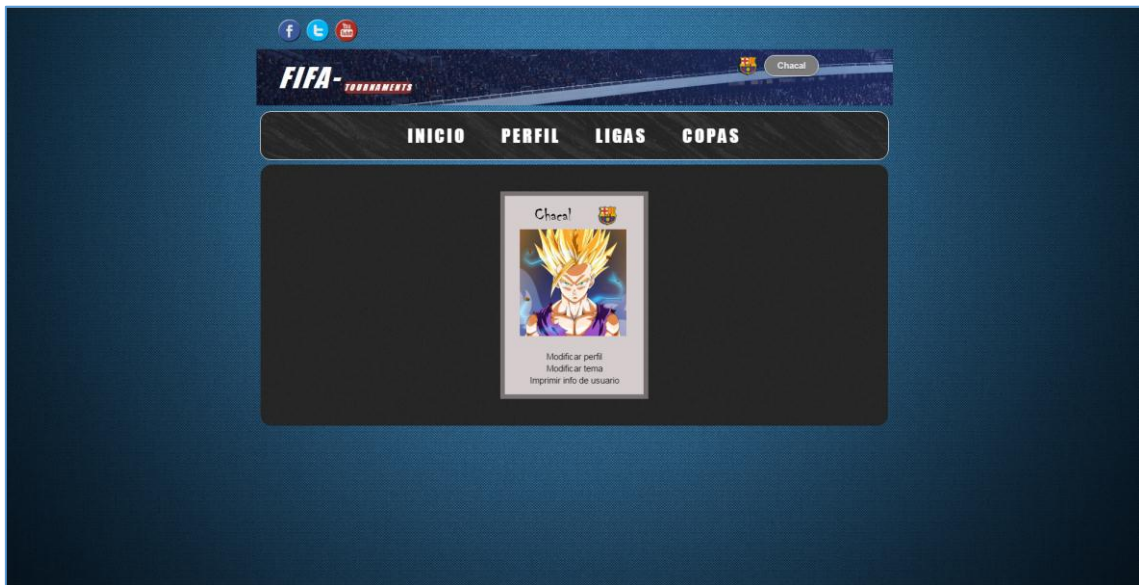 FIFA-TOURNAMENTS
Chacal
INICIO PERFIL LIGAS COPAS
Chacal
Modificar perfil
Modificar tema
Imprimir info de usuario